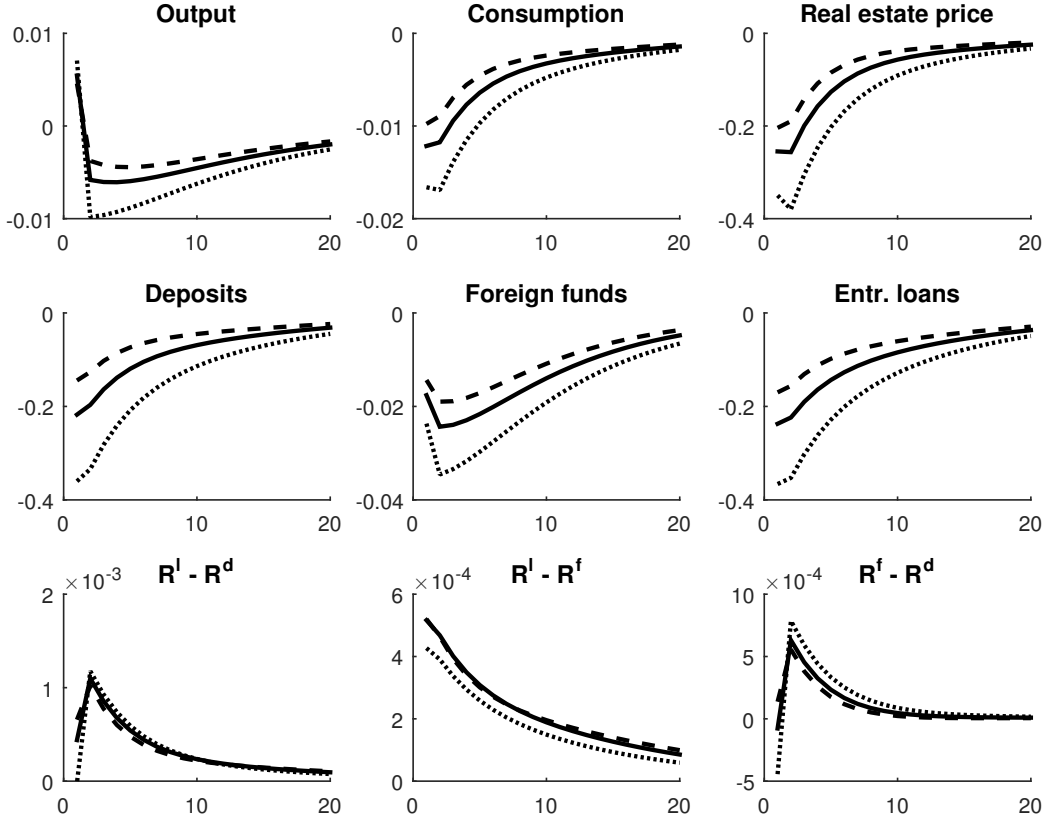 Output
Consumption
Real estate price
0.01
0
-0.01
0 10 20
0
-0.01
-0.02
0 10 20
0
-0.2
-0.4
0 10 20
Deposits
Foreign funds
Entr. loans
0
-0.2
-0.4
0 10 20
0
-0.02
-0.04
0 10 20
0
-0.2
-0.4
0 10 20
×10⁻³ Rˡ - Rᵈ
×10⁻⁴ Rˡ - Rᶠ
×10⁻⁴ Rᶠ - Rᵈ
2
1
0
0 10 20
6
4
2
0
0 10 20
10
5
0
-5
0 10 20